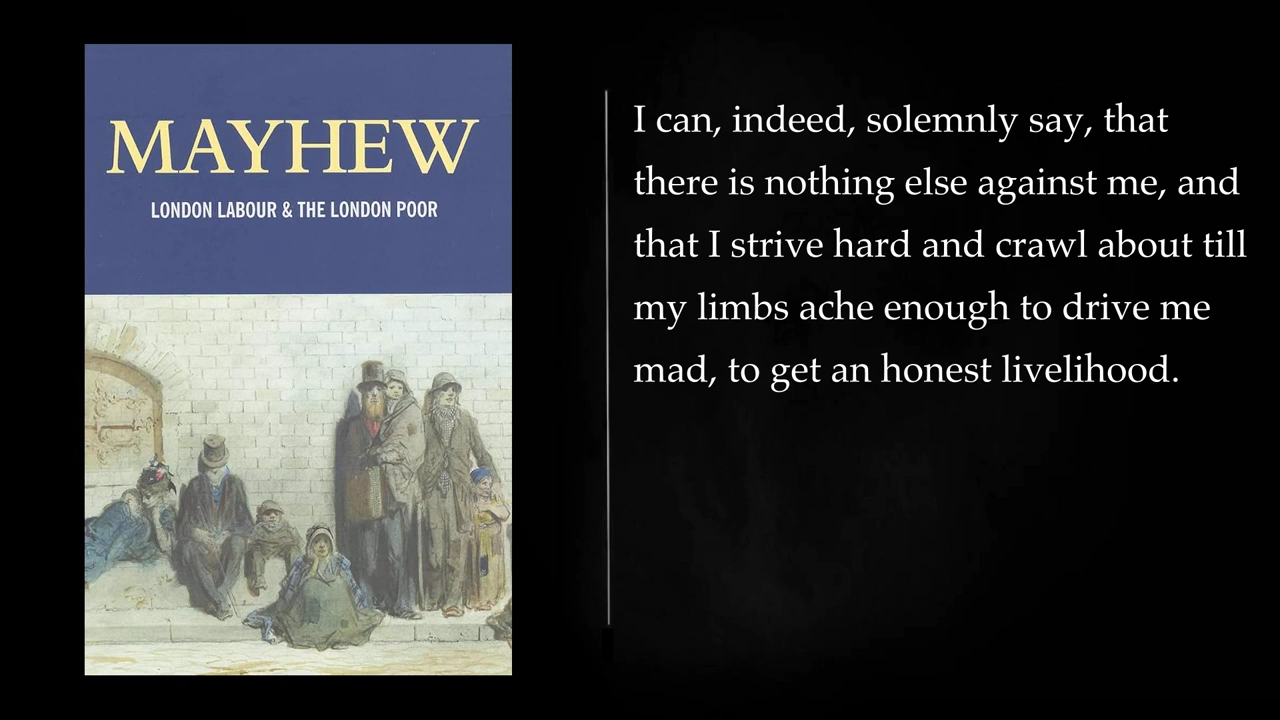 MAYHEW
LONDON LABOUR & THE LONDON POOR
I can, indeed, solemnly say, that
there is nothing else against me, and
that I strive hard and crawl about till
my limbs ache enough to drive me
mad, to get an honest livelihood.